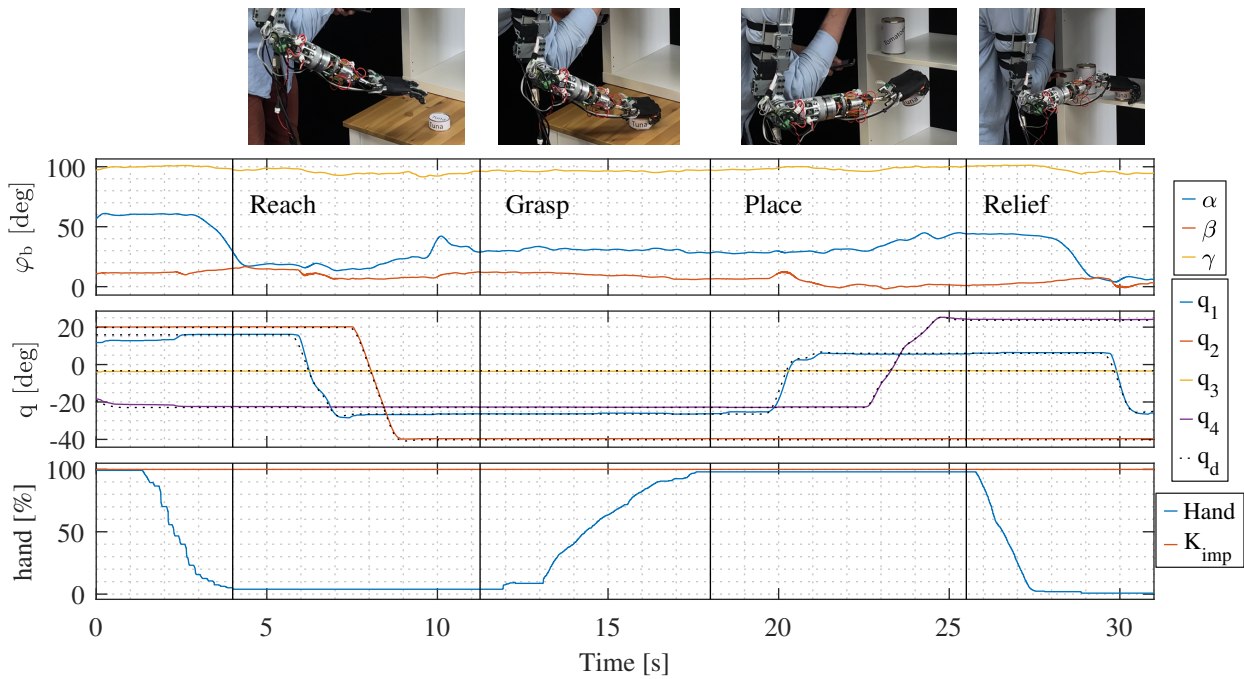 Tuna
Tuna
Tomato
Tuna
100
50
0
φb [deg]
Reach
Grasp
Place
Relief
α
β
γ
20
0
-20
-40
q [deg]
q1
q2
q3
q4
qd
100
50
0
hand [%]
Hand
Kimp
0
5
10
15
20
25
30
Time [s]